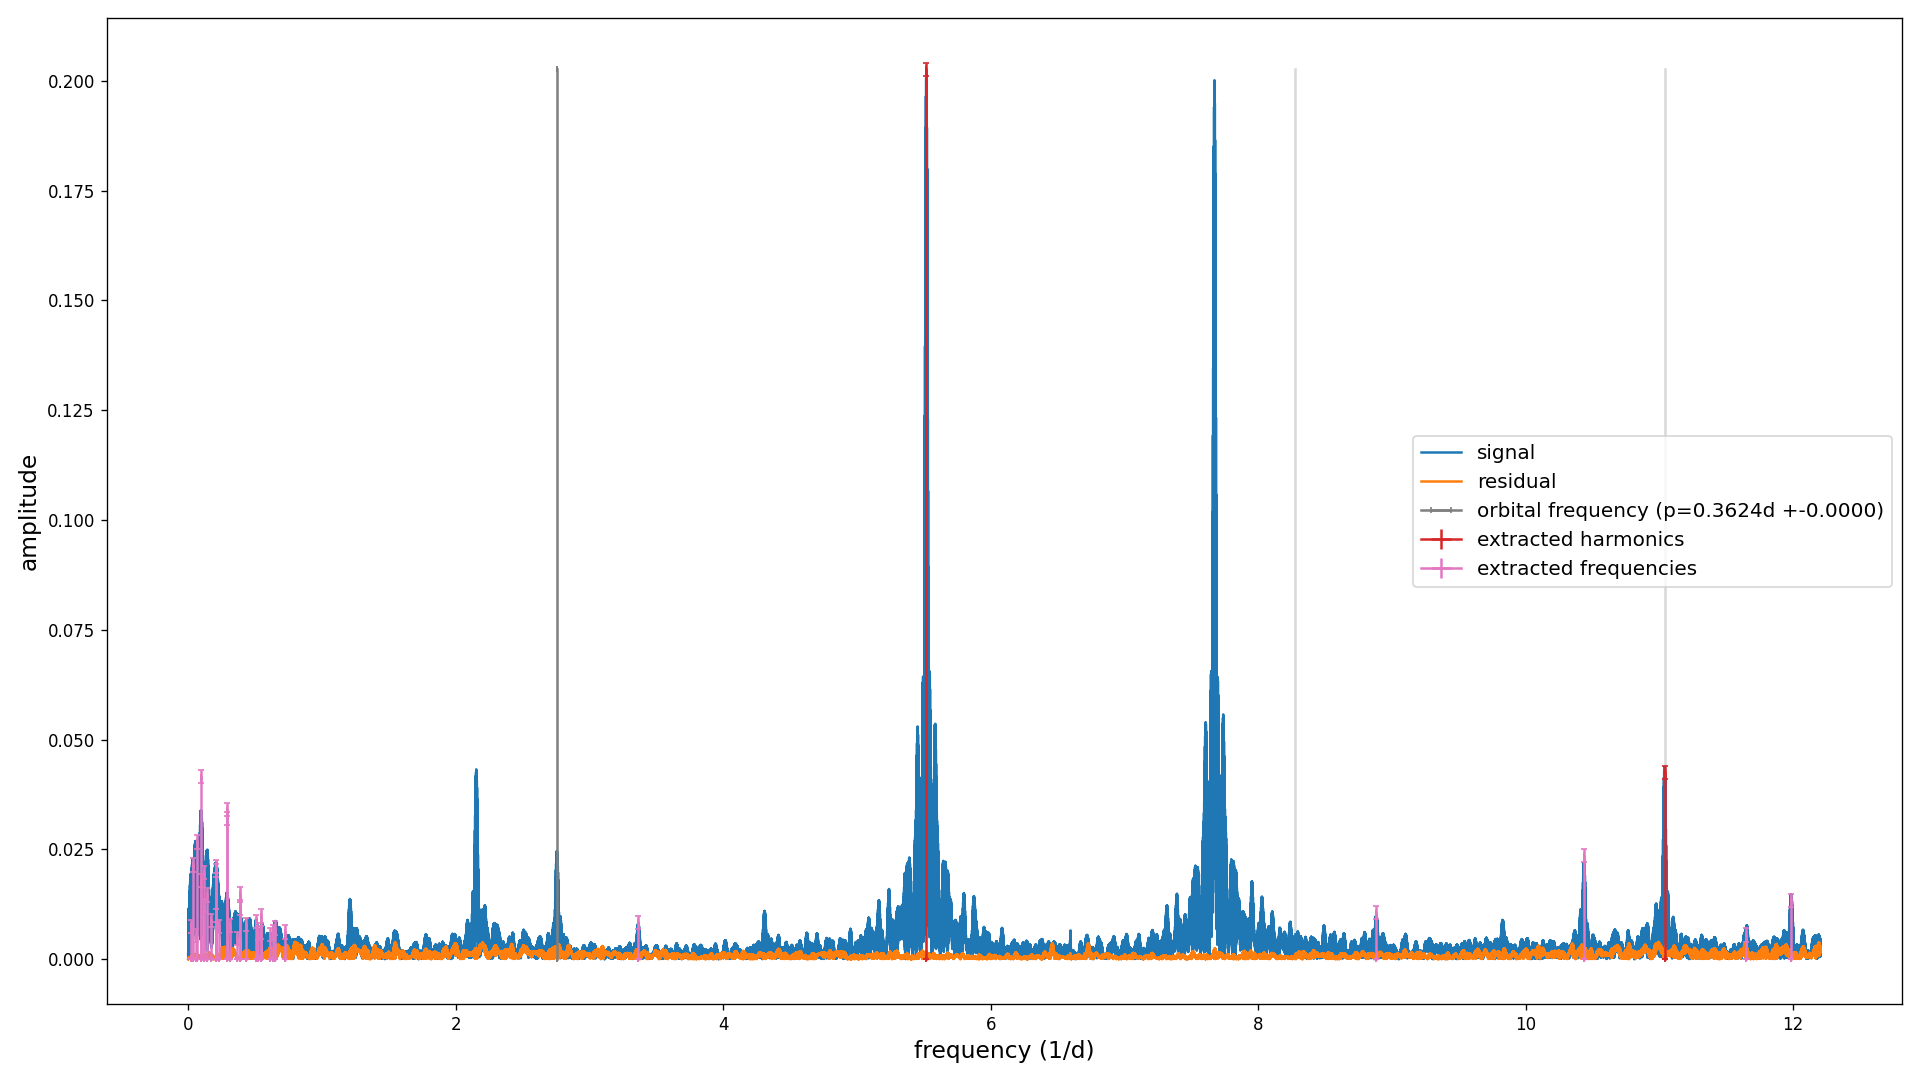 0.200
0.175
0.150
0.125
0.100
0.075
0.050
0.025
0.000
amplitude
signal
residual
orbital frequency (p=0.3624d +-0.0000)
extracted harmonics
extracted frequencies
0 2 4 6 8 10 12
frequency (1/d)